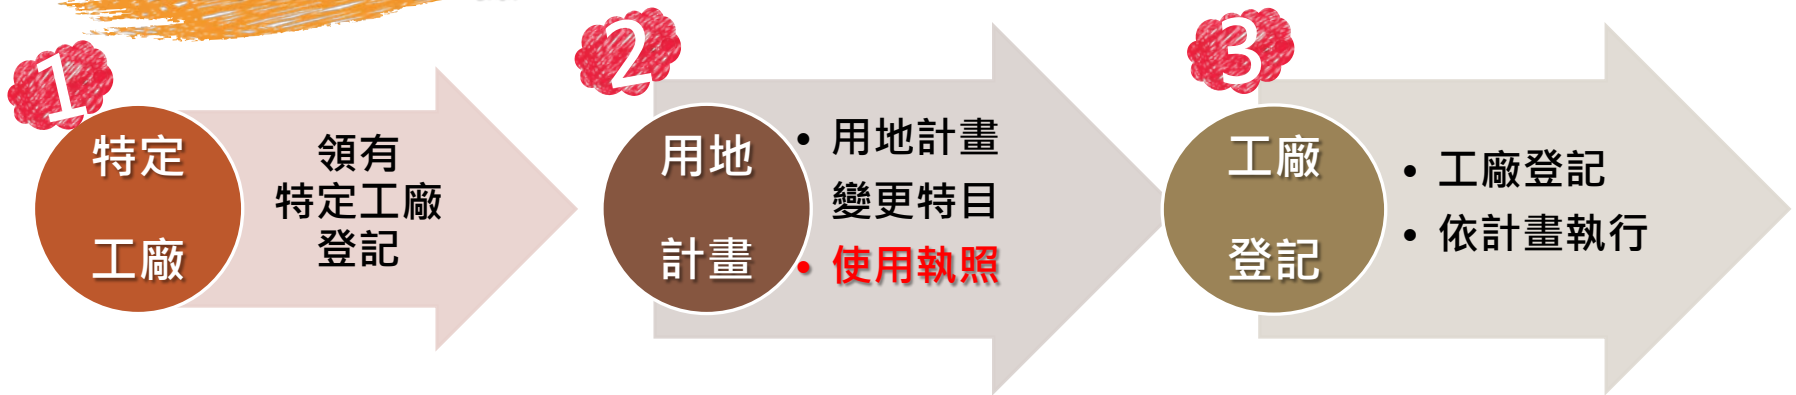 1
特定
工廠
領有
特定工廠
登記
2
用地
計畫
• 用地計畫
變更特目
• 使用執照
3
工廠
登記
• 工廠登記
• 依計畫執行